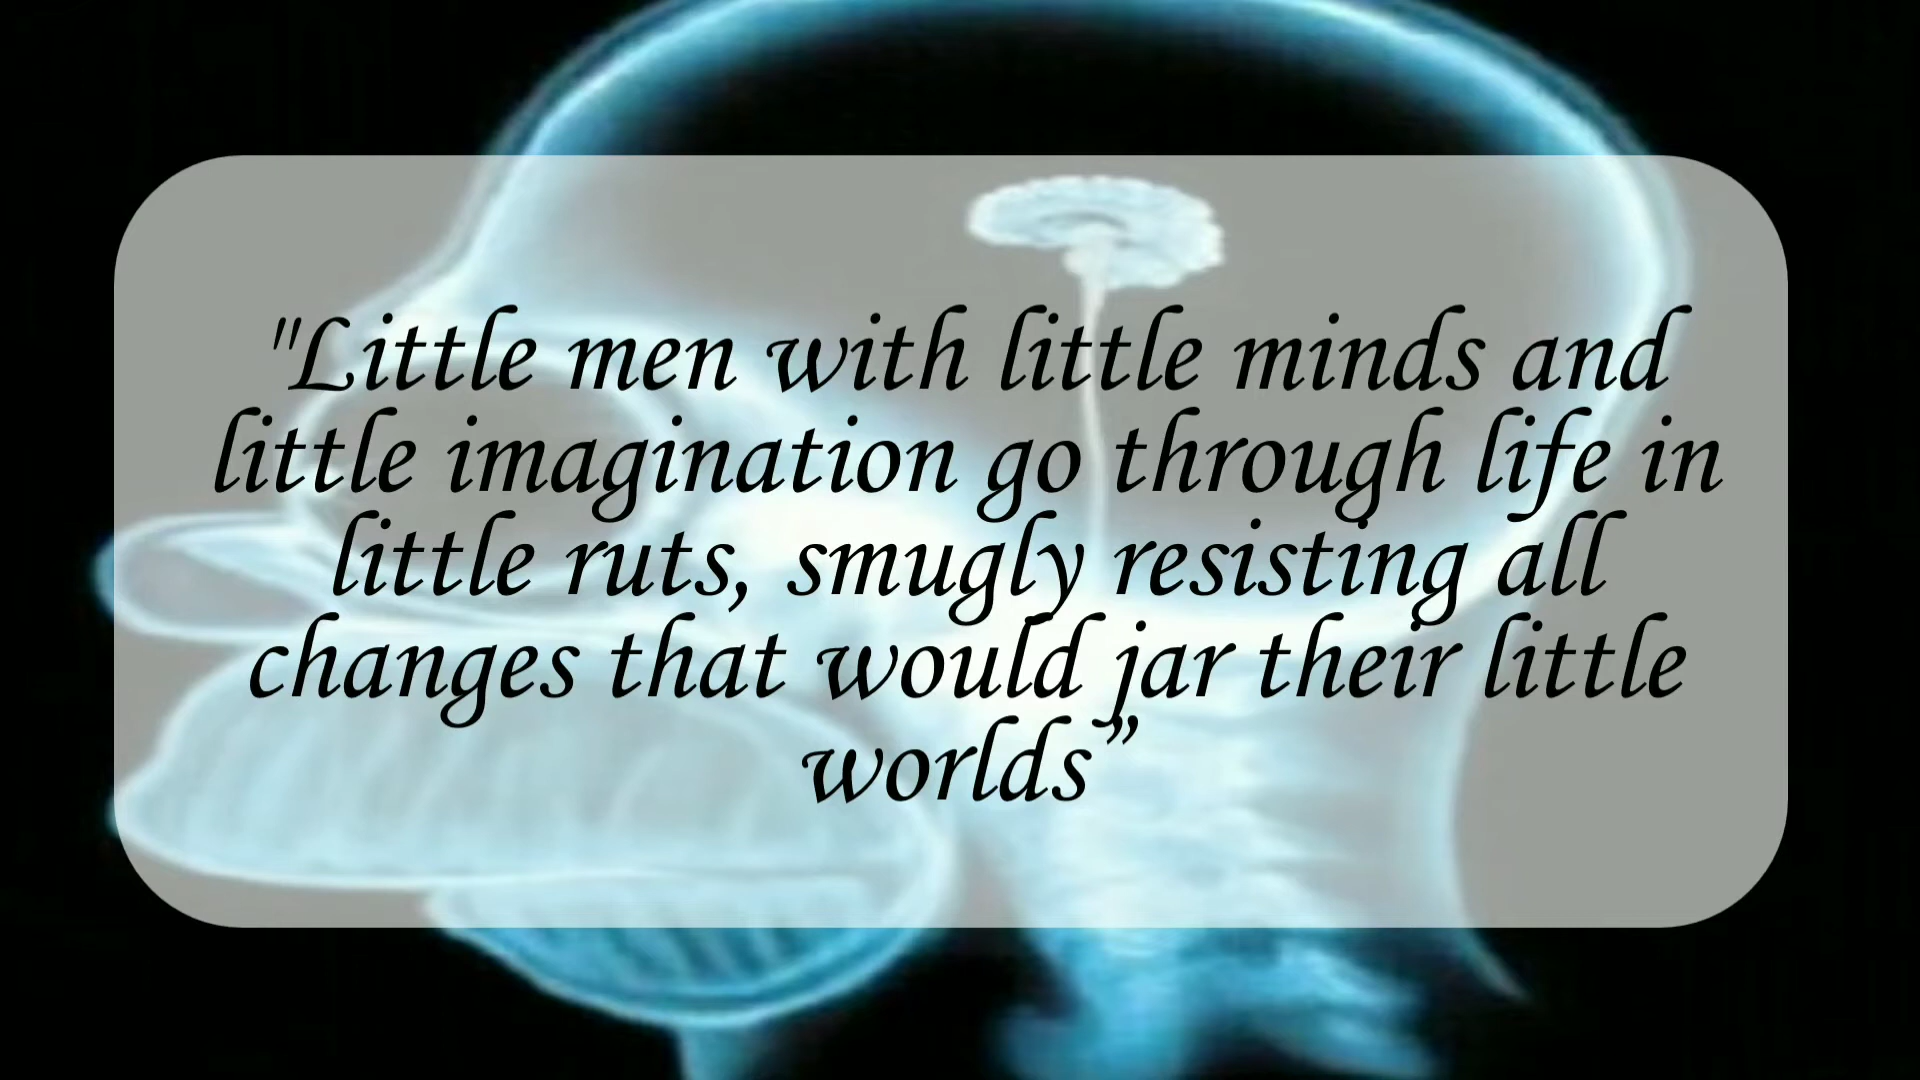 "Little men with little minds and
little imagination go through life in
little ruts, smugly resisting all
changes that would jar their little
worlds”